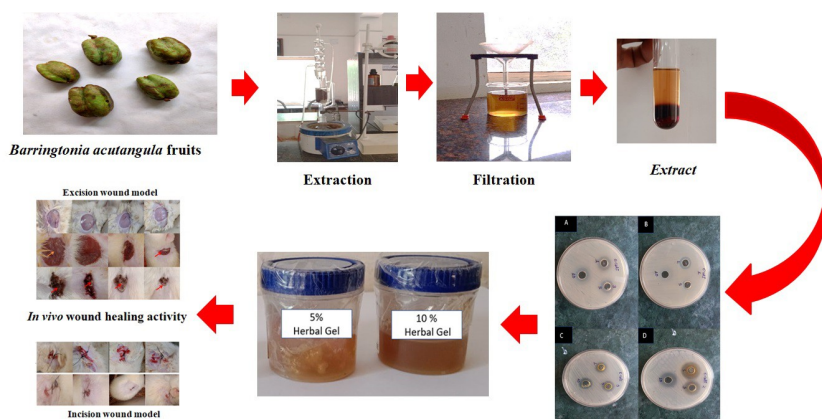 Barringtonia acutangula fruits
Extraction
Filtration
Extract
A
B
C
D
5%
Herbal Gel
10 %
Herbal Gel
Excision wound model
In vivo wound healing activity
Incision wound model